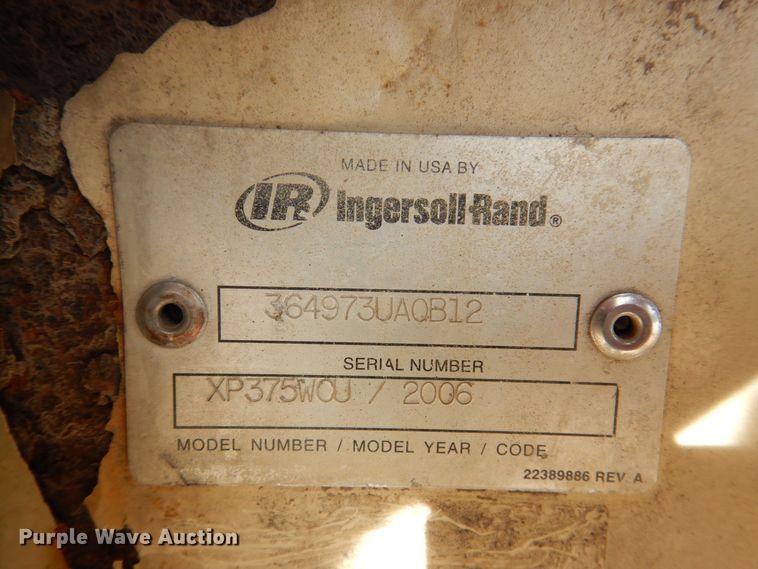 MADE IN USA BY
IR Ingersoll-Rand®
364973UAQB12
SERIAL NUMBER
XP375WCU / 2006
MODEL NUMBER / MODEL YEAR / CODE
22389886 REV A
Purple Wave Auction